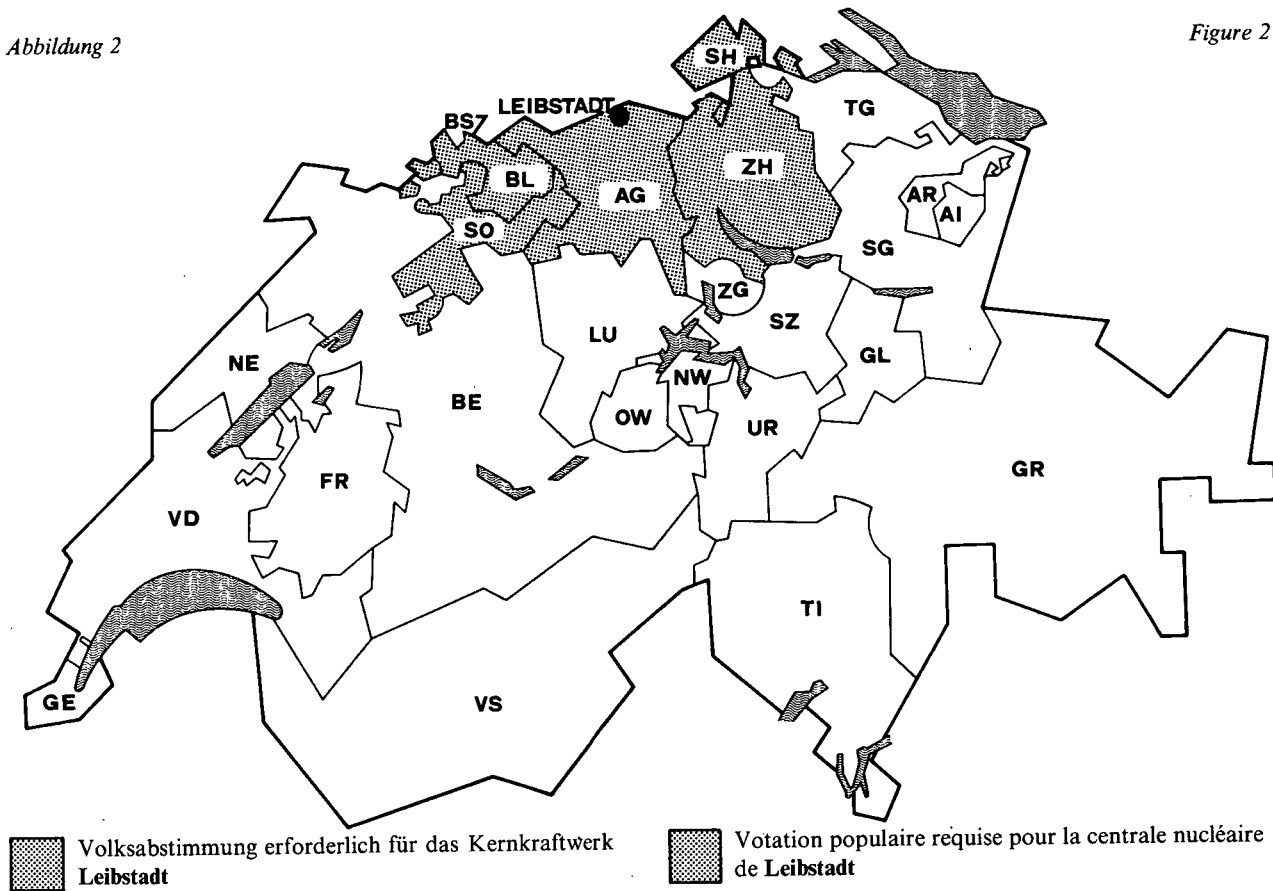 Abbildung 2
Figure 2
SH
LEIBSTADT
TG
BS
BL
ZH
AG
AR
AI
SO
SG
ZG
SZ
LU
NE
GL
NW
BE
OW
UR
FR
GR
VD
TI
GE
VS
Volksabstimmung erforderlich für das Kernkraftwerk
Leibstadt
Votation populaire requise pour la centrale nucléaire
de Leibstadt